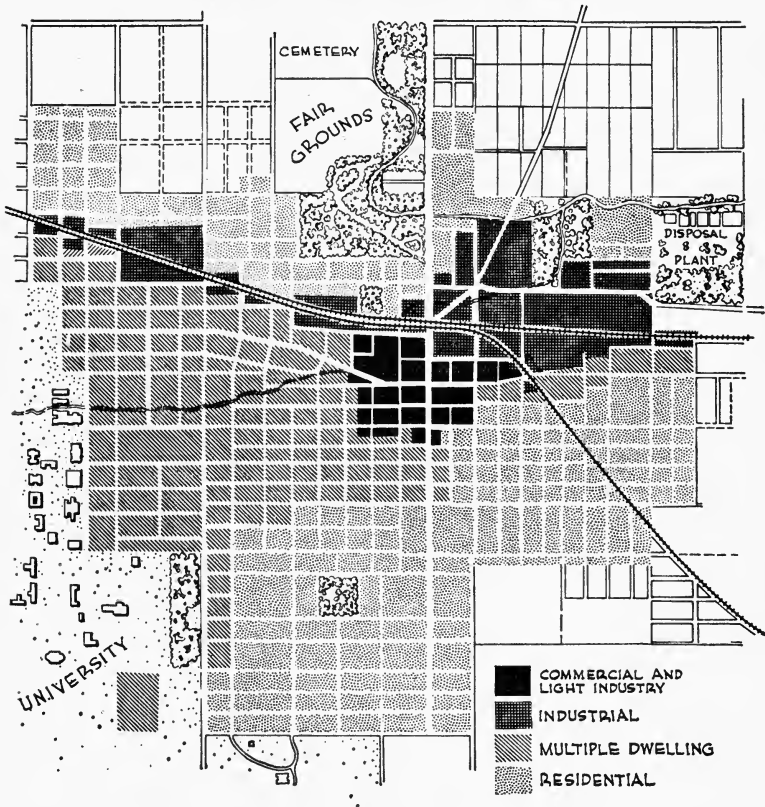 CEMETERY
FAIR
GROUNDS
DISPOSAL
PLANT
UNIVERSITY
COMMERCIAL AND
LIGHT INDUSTRY
INDUSTRIAL
MULTIPLE DWELLING
RESIDENTIAL